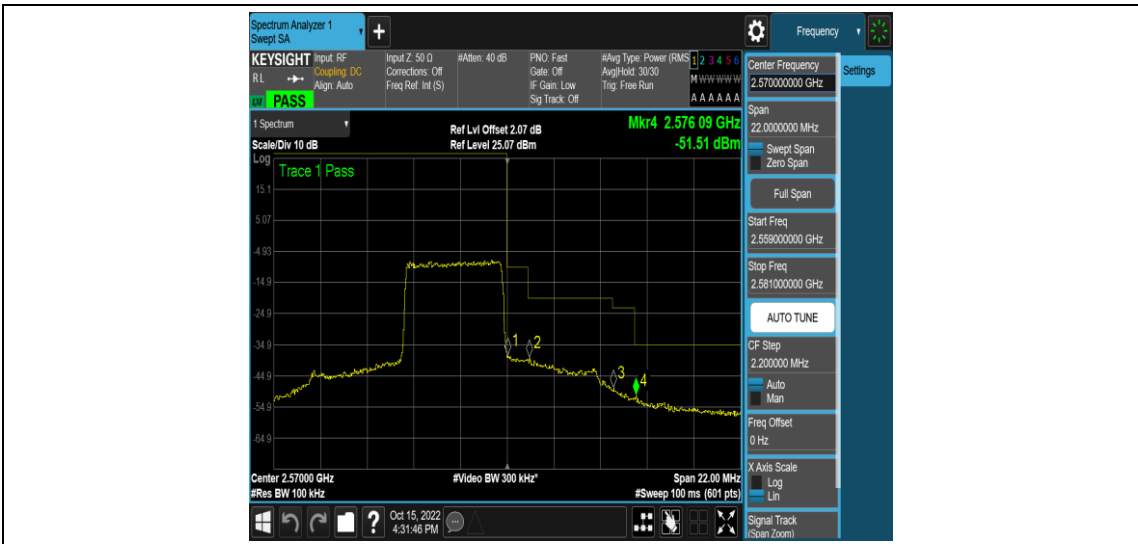 Spectrum Analyzer 1
Swept SA
Frequency
KEYSIGHT
RL
PASS
Input: RF
Coupling: DC
Align: Auto
Input Z: 50 Ω
Corrections: Off
Freq Ref: Int (S)
#Atten: 40 dB
PNO: Fast
Gate: Off
IF Gain: Low
Sig Track: Off
#Avg Type: Power (RMS
Avg|Hold: 30/30
Trig: Free Run
1 2 3 4 5 6
M W W W W W
A A A A A A
Center Frequency
2.570000000 GHz
Settings
1 Spectrum
Scale/Div 10 dB
Ref Lvl Offset 2.07 dB
Ref Level 25.07 dBm
Mkr4 2.576 09 GHz
-51.51 dBm
Span
22.0000000 MHz
Swept Span
Zero Span
Log
Trace 1 Pass
15.1
5.07
-4.93
-14.9
-24.9
-34.9
-44.9
-54.9
-64.9
1
2
3
4
Full Span
Start Freq
2.559000000 GHz
Stop Freq
2.581000000 GHz
AUTO TUNE
CF Step
2.200000 MHz
Auto
Man
Freq Offset
0 Hz
X Axis Scale
Log
Lin
Signal Track
(Span Zoom)
Center 2.57000 GHz
#Res BW 100 kHz
#Video BW 300 kHz*
Span 22.00 MHz
#Sweep 100 ms (601 pts)
?
Oct 15, 2022
4:31:46 PM